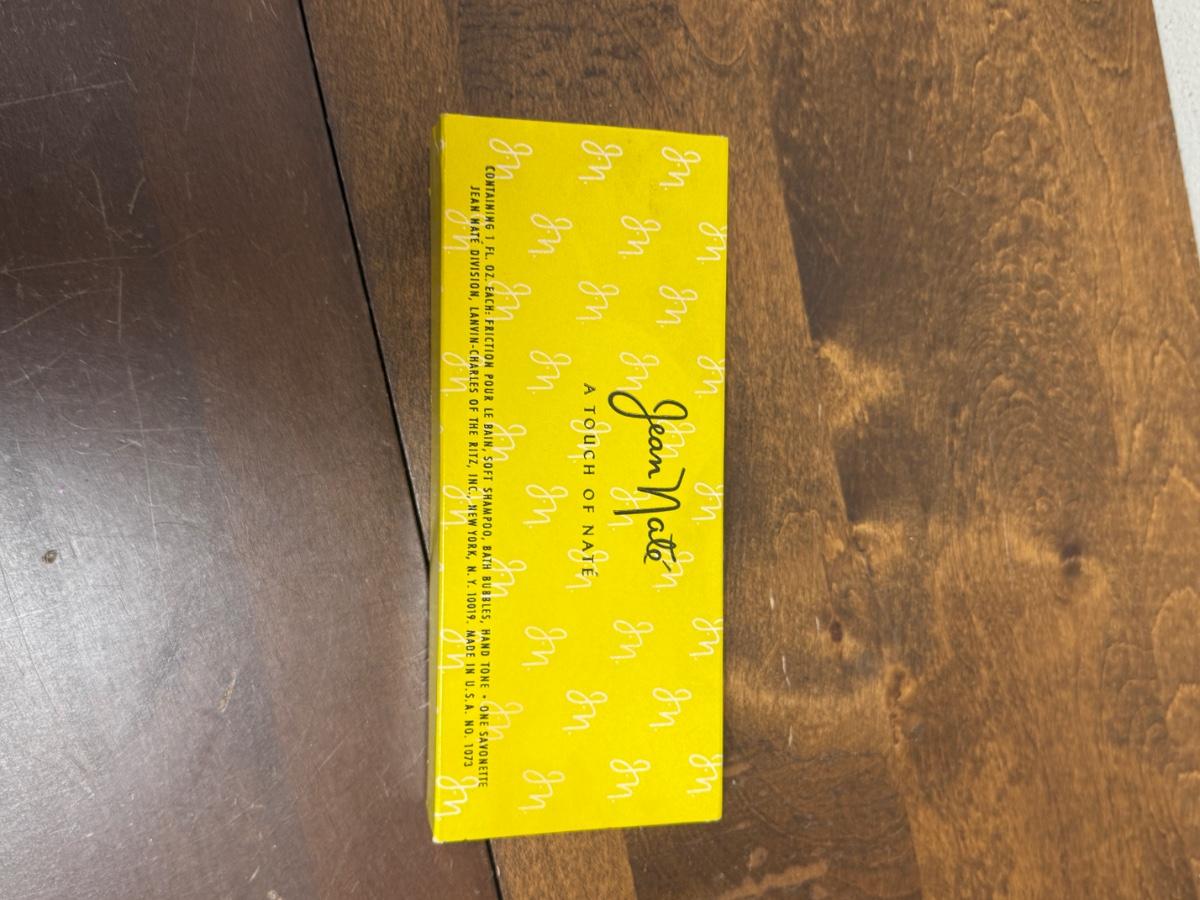 Jean Naté
A TOUCH OF NATÉ
CONTAINING 1 FL. OZ. EACH: FRICTION POUR LE BAIN, SOFT SHAMPOO, BATH BUBBLES, HAND TONE • ONE SAVONETTE
JEAN NATÉ DIVISION, LANVIN-CHARLES OF THE RITZ, INC., NEW YORK, N. Y. 10019. MADE IN U.S.A. NO. 1073